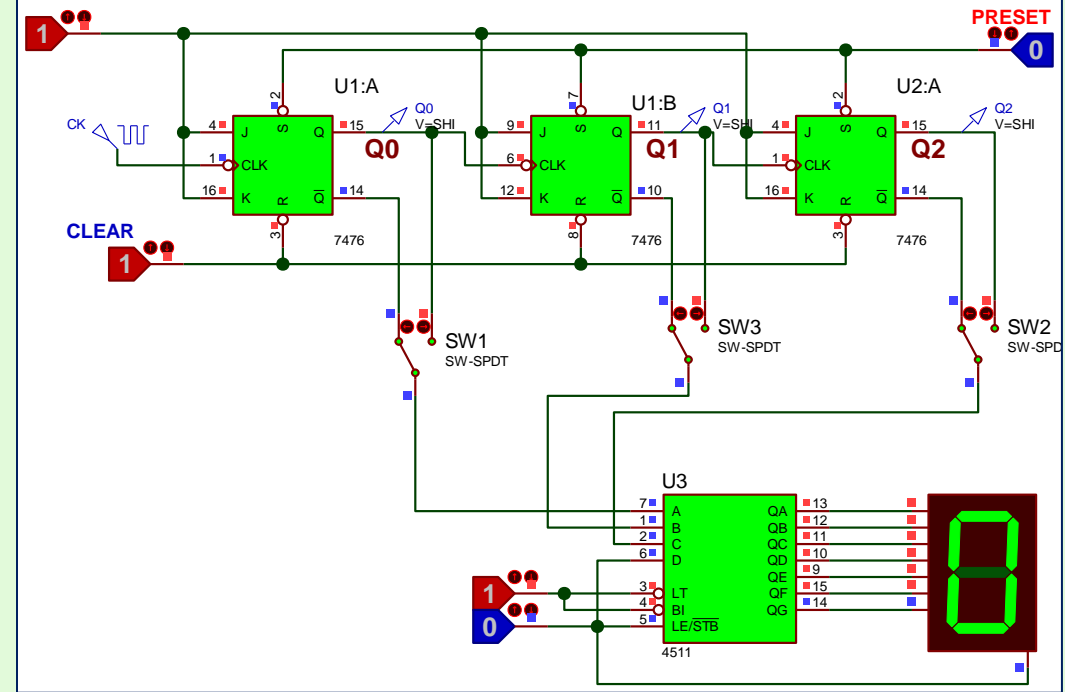 PRESET
1
0
U1:A
U1:B
U2:A
CK
Q0
V=SHI
Q1
V=SHI
Q2
V=SHI
2
7
2
4
J
S
Q
15
Q0
9
J
S
Q
11
Q1
4
J
S
Q
15
Q2
1
CLK
6
CLK
1
CLK
16
K
R
Q
14
12
K
R
Q
10
16
K
R
Q
14
3
8
3
7476
7476
7476
CLEAR
1
SW1
SW-SPDT
SW3
SW-SPDT
SW2
SW-SPD
U3
7
A
QA
13
1
B
QB
12
2
C
QC
11
6
D
QD
10
QE
9
1
3
LT
QF
15
4
BI
QG
14
0
5
LE/STB
4511
0